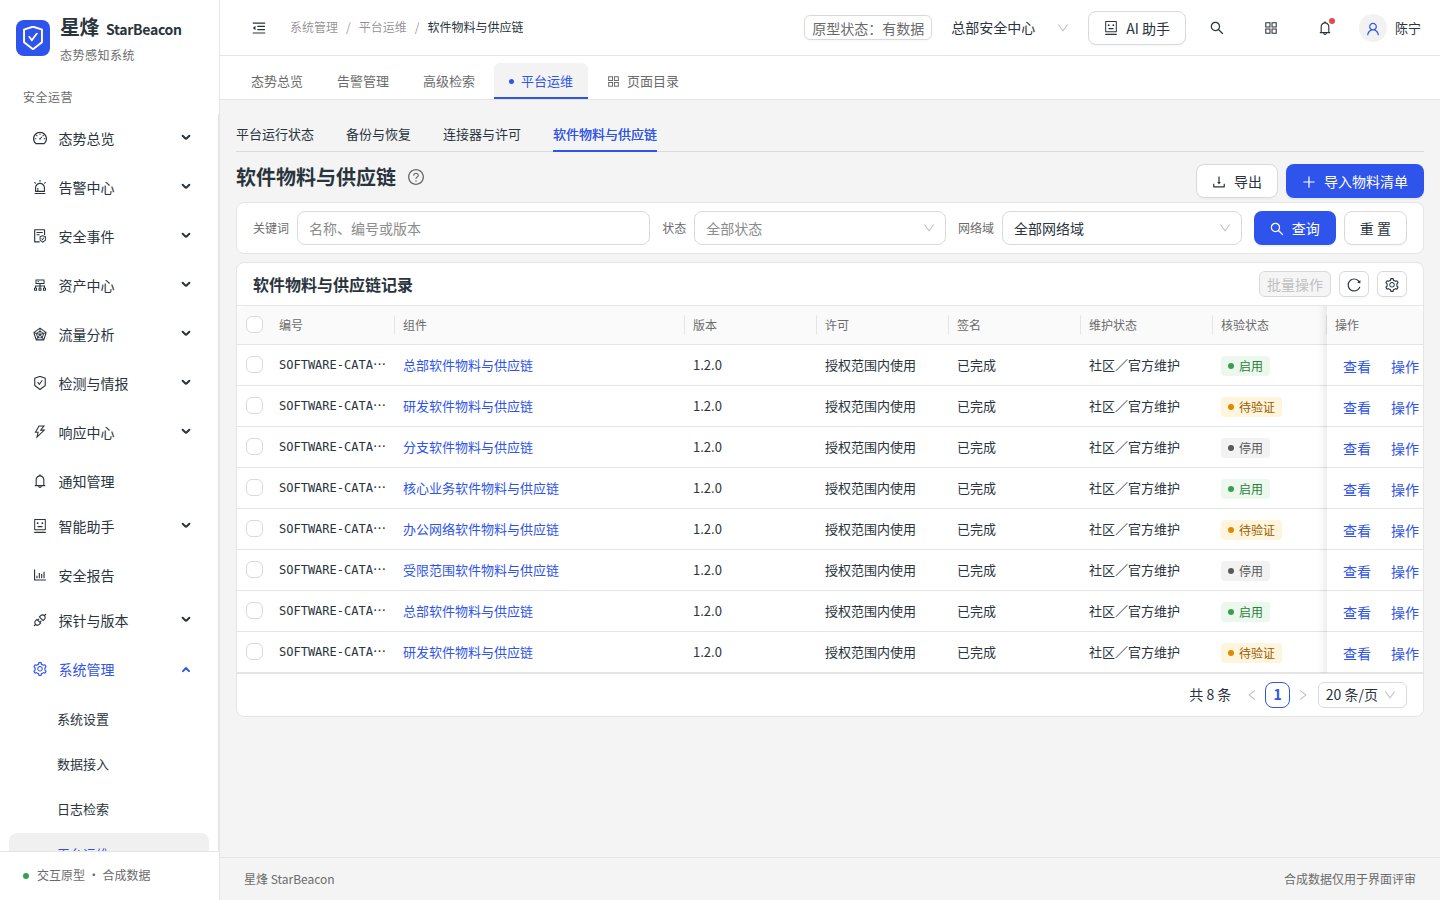 星烽 StarBeacon
态势感知系统
安全运营
态势总览
告警中心
安全事件
资产中心
流量分析
检测与情报
响应中心
通知管理
智能助手
安全报告
探针与版本
系统管理
系统设置
数据接入
日志检索
平台运维
交互原型 · 合成数据
系统管理 / 平台运维 / 软件物料与供应链
原型状态：有数据
总部安全中心
AI 助手
陈宁
态势总览
告警管理
高级检索
平台运维
页面目录
平台运行状态
备份与恢复
连接器与许可
软件物料与供应链
软件物料与供应链
导出
导入物料清单
关键词 名称、编号或版本 状态 全部状态 网络域 全部网络域 查询 重 置
软件物料与供应链记录
批量操作
编号 组件 版本 许可 签名 维护状态 核验状态 操作
SOFTWARE-CATA… 总部软件物料与供应链 1.2.0 授权范围内使用 已完成 社区／官方维护 启用 查看 操作
SOFTWARE-CATA… 研发软件物料与供应链 1.2.0 授权范围内使用 已完成 社区／官方维护 待验证 查看 操作
SOFTWARE-CATA… 分支软件物料与供应链 1.2.0 授权范围内使用 已完成 社区／官方维护 停用 查看 操作
SOFTWARE-CATA… 核心业务软件物料与供应链 1.2.0 授权范围内使用 已完成 社区／官方维护 启用 查看 操作
SOFTWARE-CATA… 办公网络软件物料与供应链 1.2.0 授权范围内使用 已完成 社区／官方维护 待验证 查看 操作
SOFTWARE-CATA… 受限范围软件物料与供应链 1.2.0 授权范围内使用 已完成 社区／官方维护 停用 查看 操作
SOFTWARE-CATA… 总部软件物料与供应链 1.2.0 授权范围内使用 已完成 社区／官方维护 启用 查看 操作
SOFTWARE-CATA… 研发软件物料与供应链 1.2.0 授权范围内使用 已完成 社区／官方维护 待验证 查看 操作
共 8 条 < 1 > 20 条/页
星烽 StarBeacon
合成数据仅用于界面评审